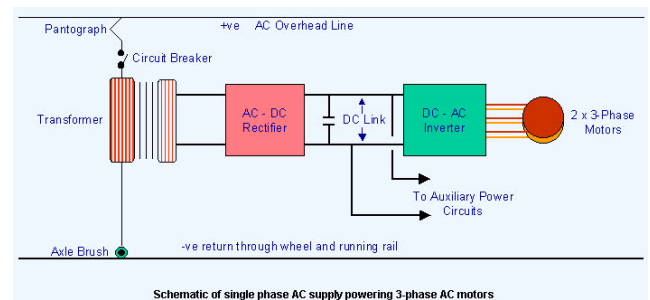 Pantograph
+ve AC Overhead Line
Circuit Breaker
Transformer
AC - DC
Rectifier
DC Link
DC - AC
Inverter
2 x 3-Phase
Motors
To Auxiliary Power
Circuits
Axle Brush
-ve return through wheel and running rail
Schematic of single phase AC supply powering 3-phase AC motors